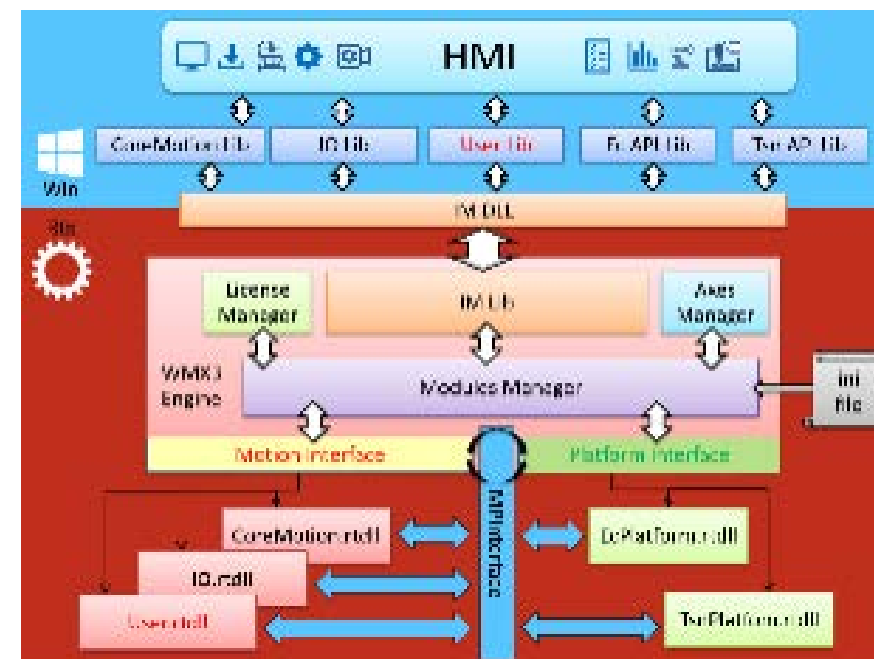 HMI
CoreMotion Lib
IO Lib
User Lib
Ec API Lib
Tsn API Lib
Win
IM DLL
License
Manager
IM Lib
Axes
Manager
WMX3
Engine
Modules Manager
ini
file
Motion Interface
Platform Interface
MPInterface
CoreMotion.rtdll
EcPlatform.rtdll
IO.rtdll
User.rtdll
TsnPlatform.rtdll